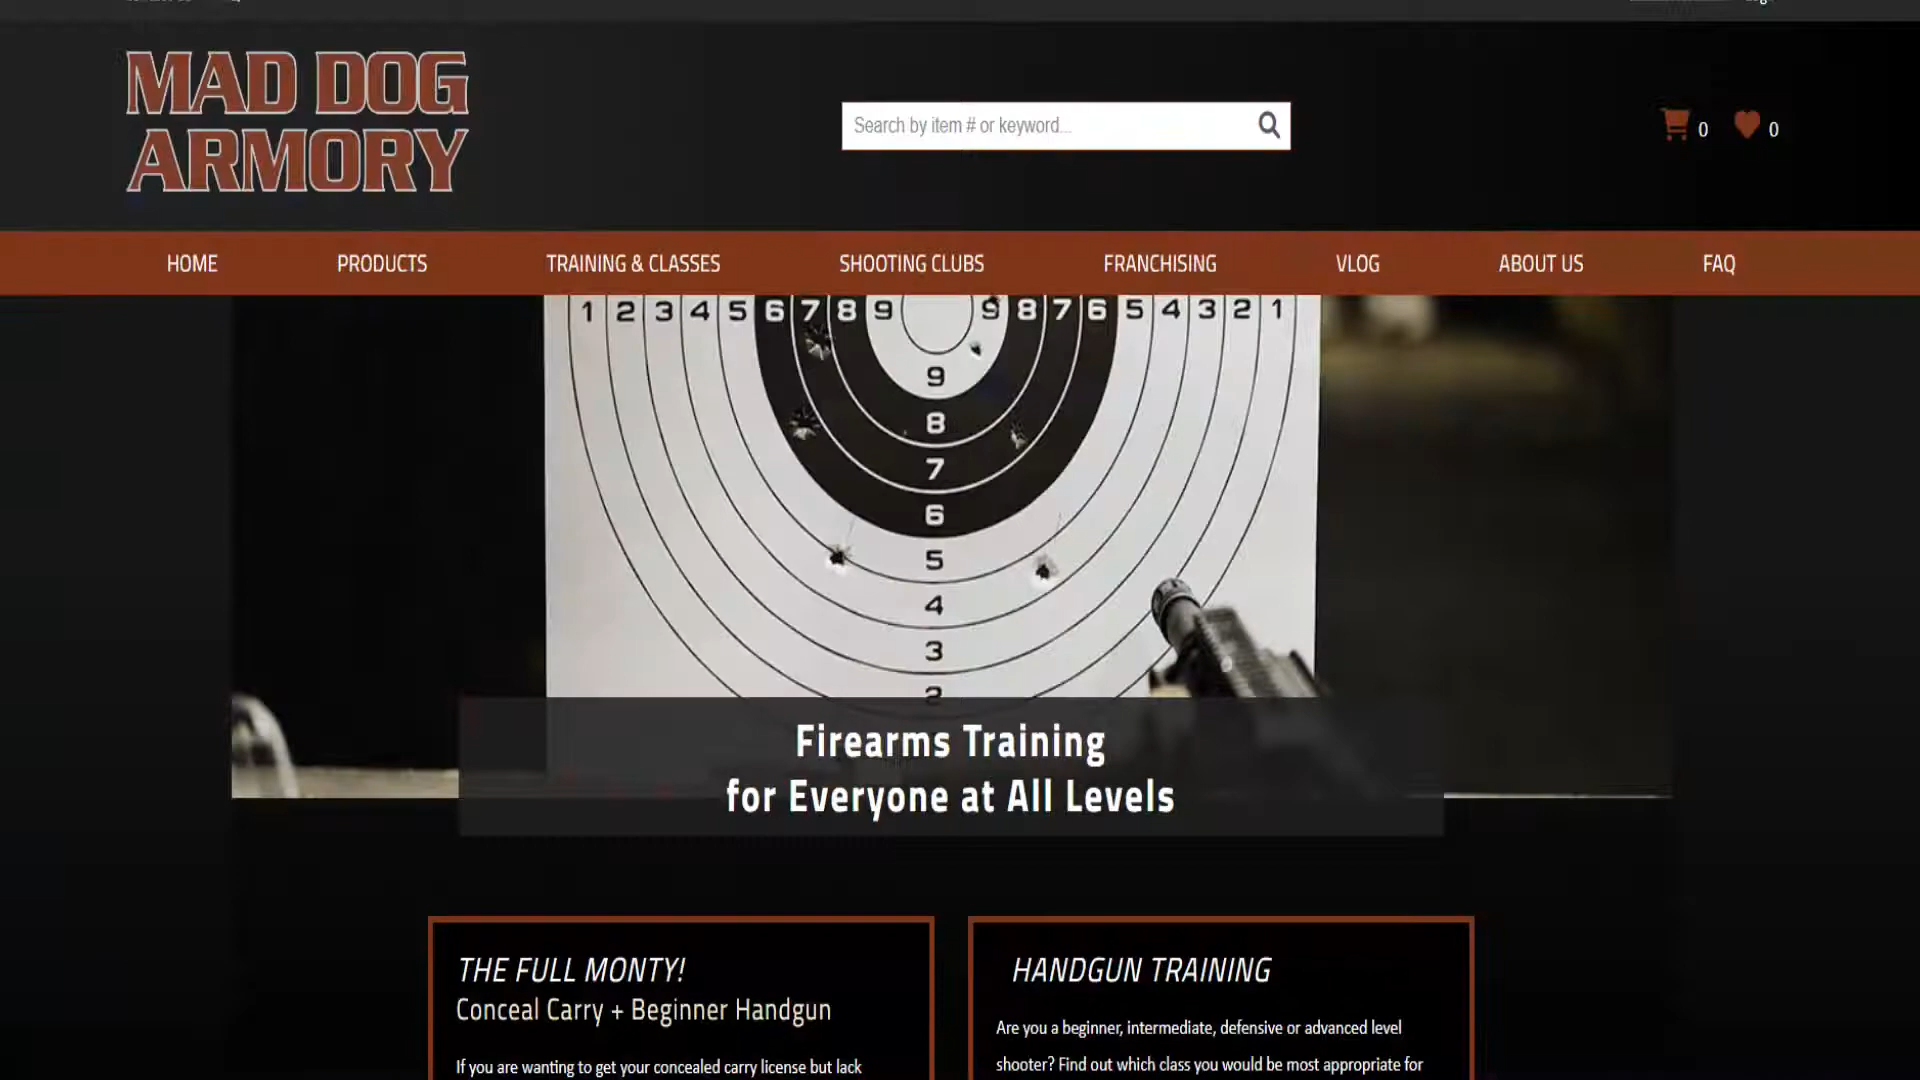 MAD DOG
ARMORY
Search by item # or keyword...
0
0
HOME
PRODUCTS
TRAINING & CLASSES
SHOOTING CLUBS
FRANCHISING
VLOG
ABOUT US
FAQ
1 2 3 4 5 6 7 8 9 9 8 7 6 5 4 3 2 1
9
8
7
6
5
4
3
2
Firearms Training
for Everyone at All Levels
THE FULL MONTY!
Conceal Carry + Beginner Handgun
If you are wanting to get your concealed carry license but lack
HANDGUN TRAINING
Are you a beginner, intermediate, defensive or advanced level
shooter? Find out which class you would be most appropriate for